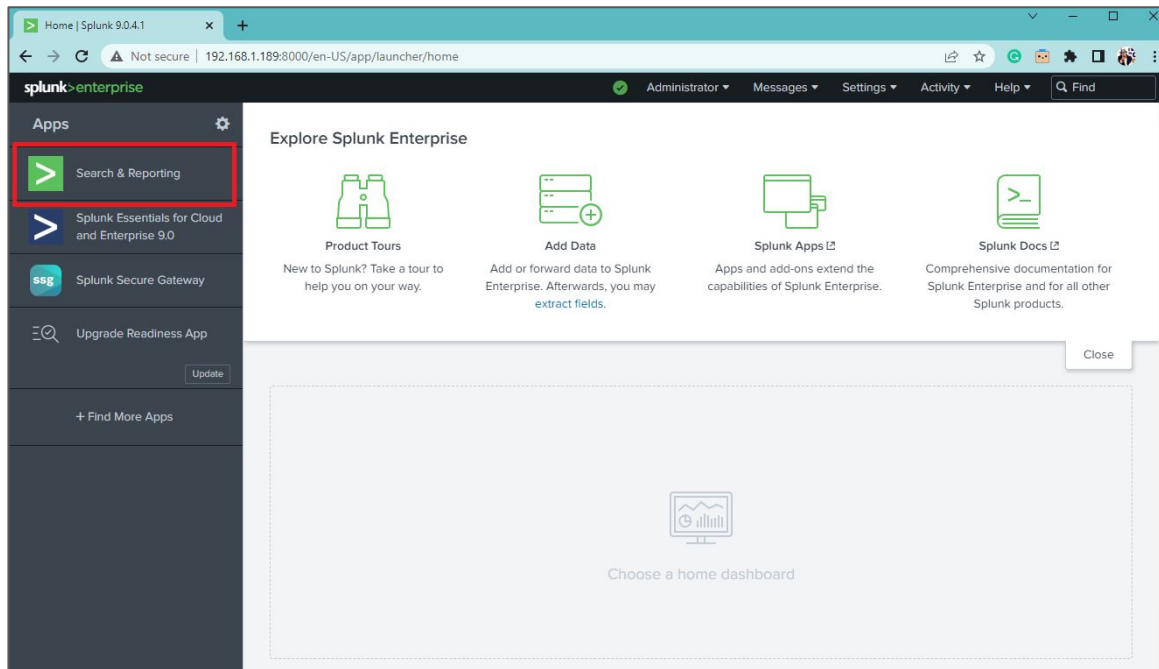 Home | Splunk 9.0.4.1
Not secure | 192.168.1.189:8000/en-US/app/launcher/home
splunk>enterprise
Administrator Messages Settings Activity Help Find
Apps
Search & Reporting
Splunk Essentials for Cloud
and Enterprise 9.0
ssg
Splunk Secure Gateway
Upgrade Readiness App
Update
+ Find More Apps
Explore Splunk Enterprise
Product Tours
New to Splunk? Take a tour to
help you on your way.
Add Data
Add or forward data to Splunk
Enterprise. Afterwards, you may
extract fields.
Splunk Apps
Apps and add-ons extend the
capabilities of Splunk Enterprise.
Splunk Docs
Comprehensive documentation for
Splunk Enterprise and for all other
Splunk products.
Close
Choose a home dashboard